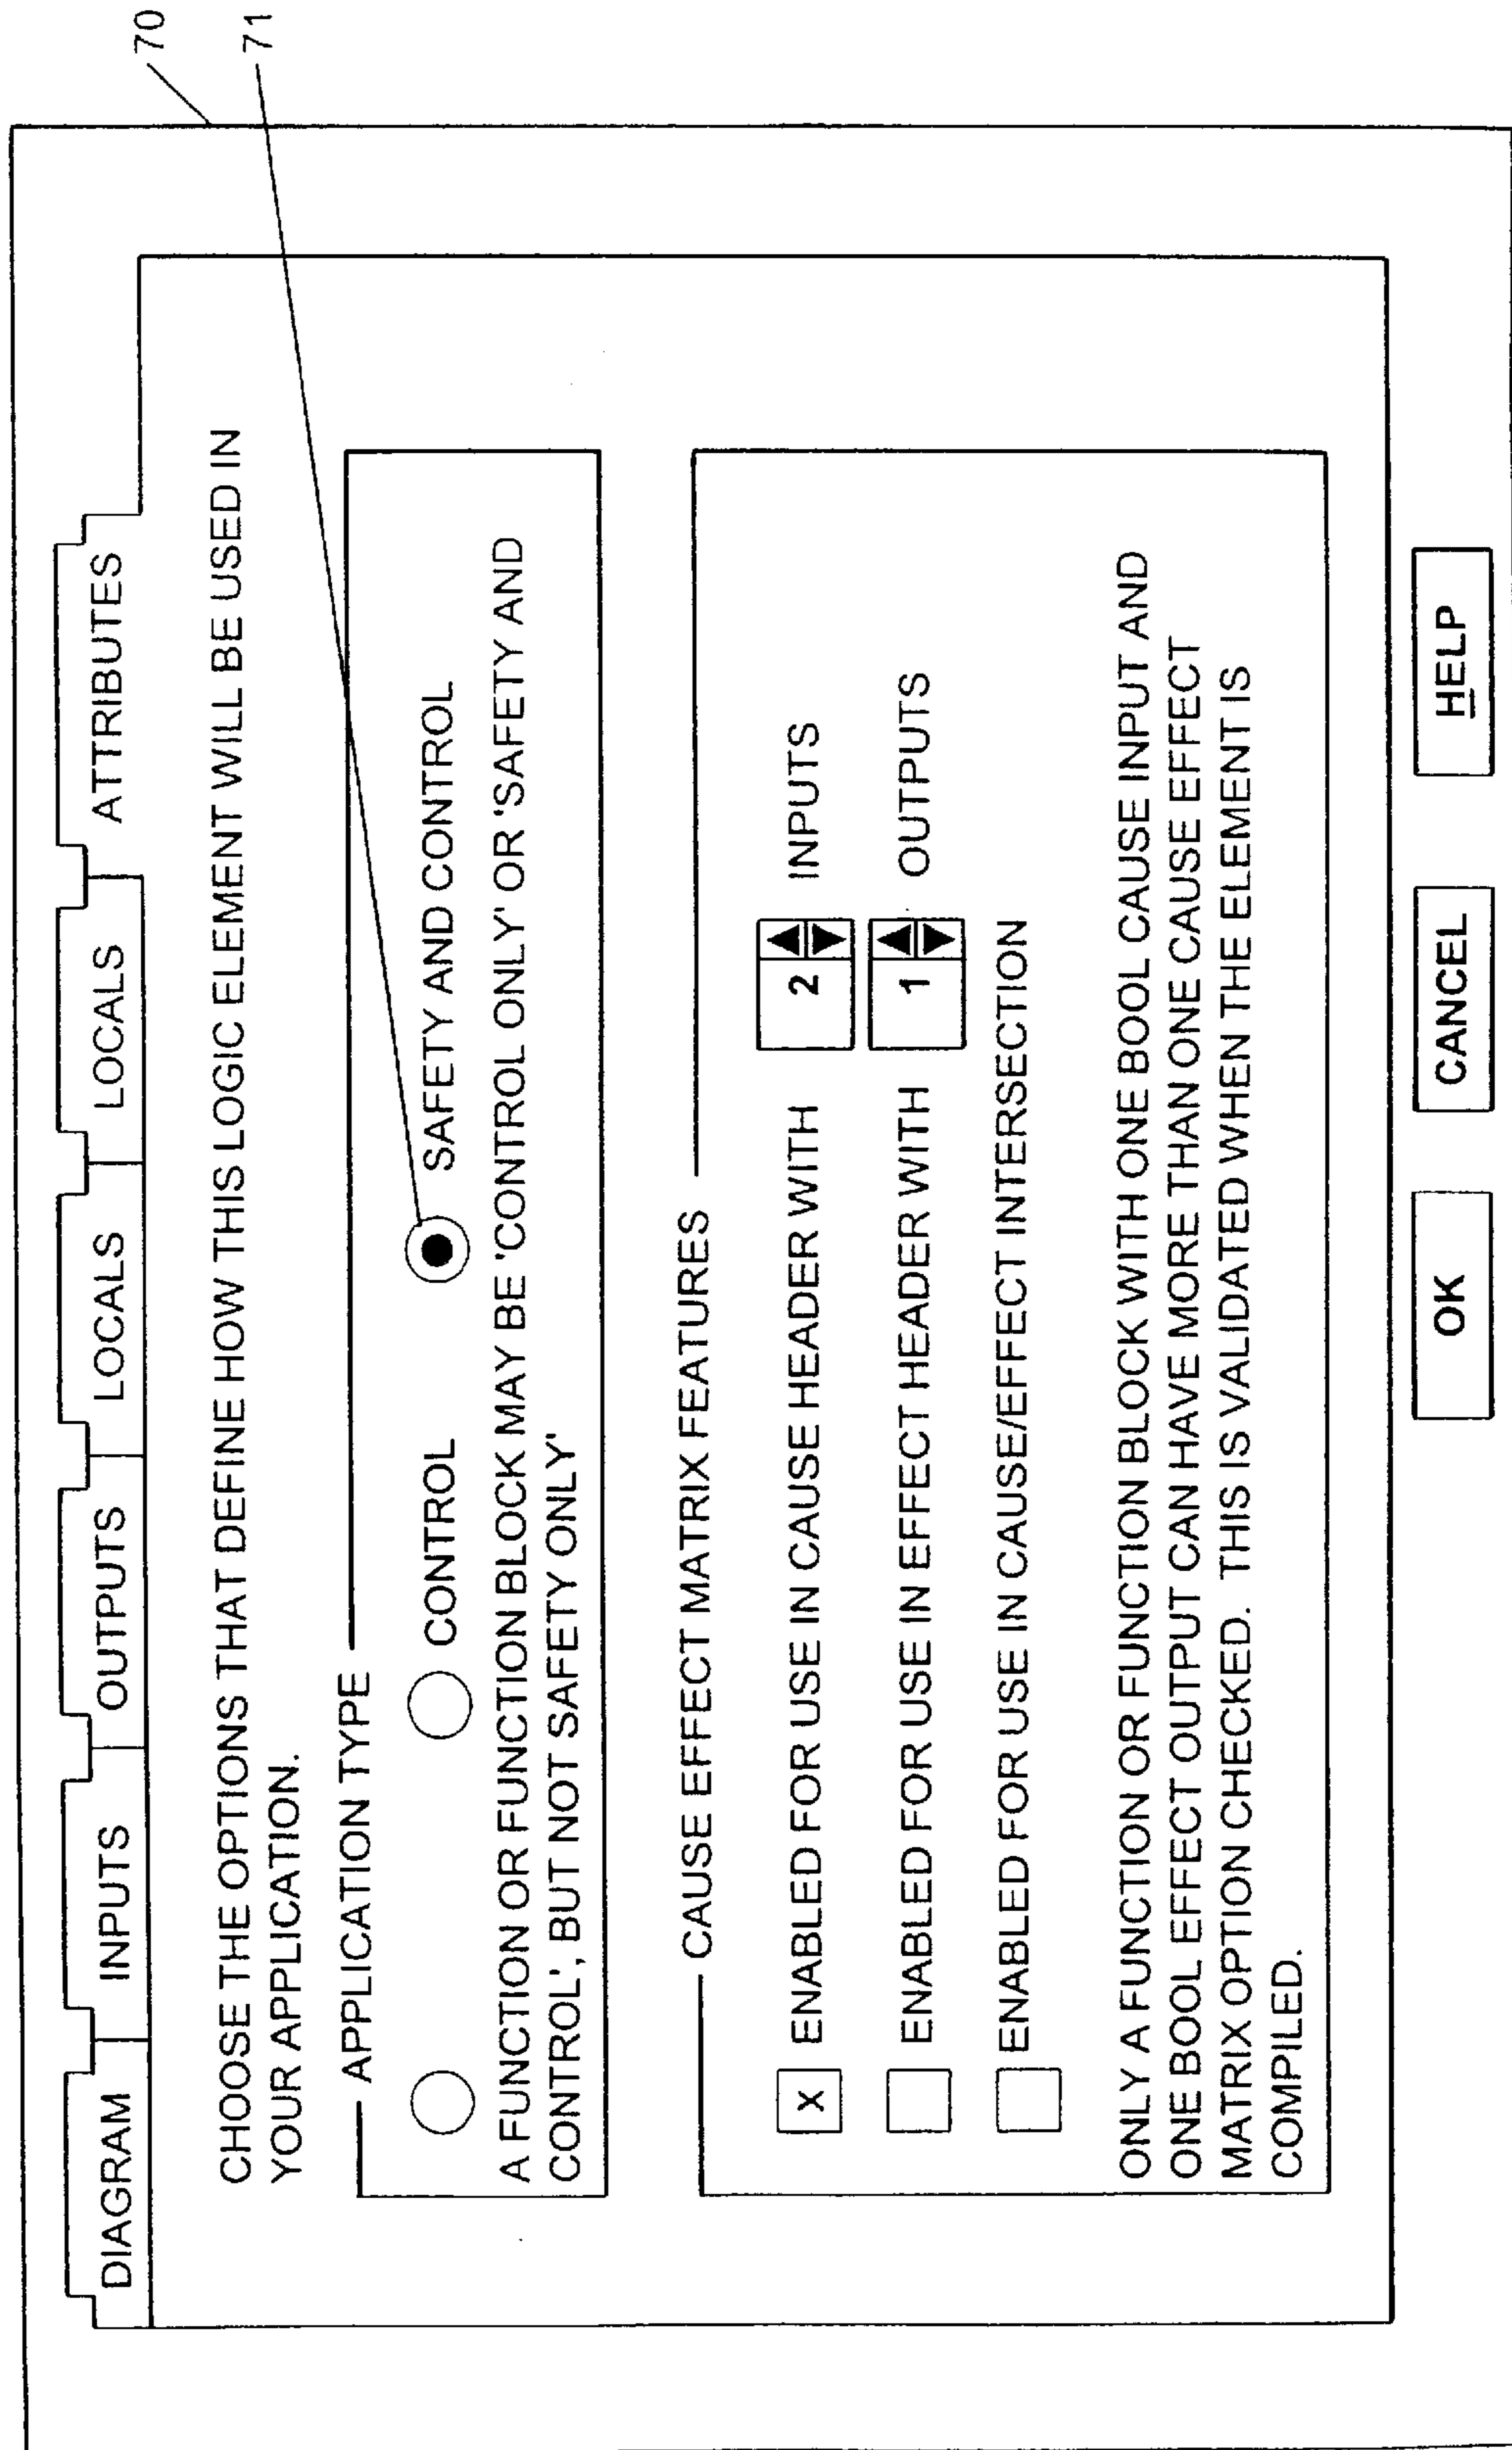 70
71
DIAGRAM INPUTS OUTPUTS LOCALS LOCALS ATTRIBUTES
CHOOSE THE OPTIONS THAT DEFINE HOW THIS LOGIC ELEMENT WILL BE USED IN
YOUR APPLICATION.
APPLICATION TYPE
CONTROL SAFETY AND CONTROL
A FUNCTION OR FUNCTION BLOCK MAY BE 'CONTROL ONLY' OR 'SAFETY AND
CONTROL', BUT NOT SAFETY ONLY'
CAUSE EFFECT MATRIX FEATURES
X ENABLED FOR USE IN CAUSE HEADER WITH 2 INPUTS
ENABLED FOR USE IN EFFECT HEADER WITH 1 OUTPUTS
ENABLED FOR USE IN CAUSE/EFFECT INTERSECTION
ONLY A FUNCTION OR FUNCTION BLOCK WITH ONE BOOL CAUSE INPUT AND
ONE BOOL EFFECT OUTPUT CAN HAVE MORE THAN ONE CAUSE EFFECT
MATRIX OPTION CHECKED. THIS IS VALIDATED WHEN THE ELEMENT IS
COMPILED.
OK CANCEL HELP